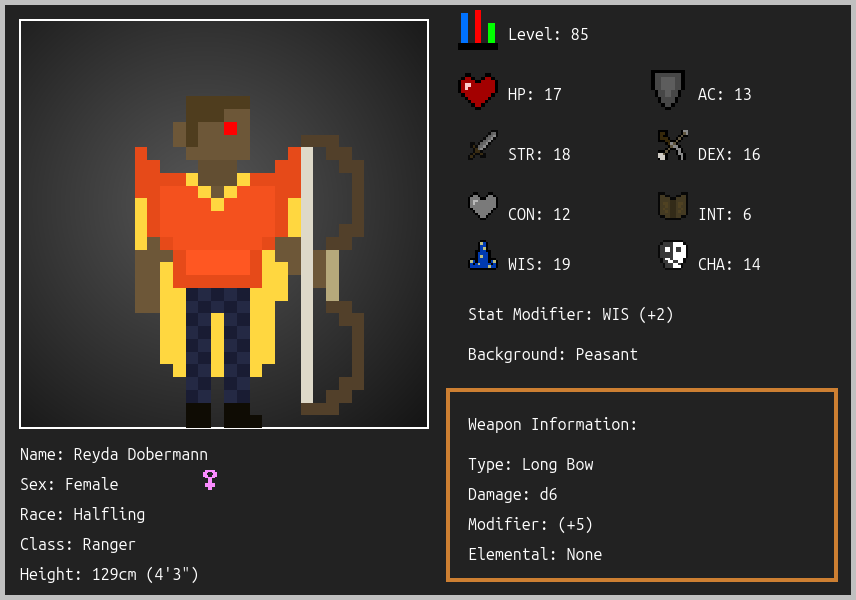 Level: 85
HP: 17
AC: 13
STR: 18
DEX: 16
CON: 12
INT: 6
WIS: 19
CHA: 14
Stat Modifier: WIS (+2)
Background: Peasant
Weapon Information:
Type: Long Bow
Damage: d6
Modifier: (+5)
Elemental: None
Name: Reyda Dobermann
Sex: Female
Race: Halfling
Class: Ranger
Height: 129cm (4'3")